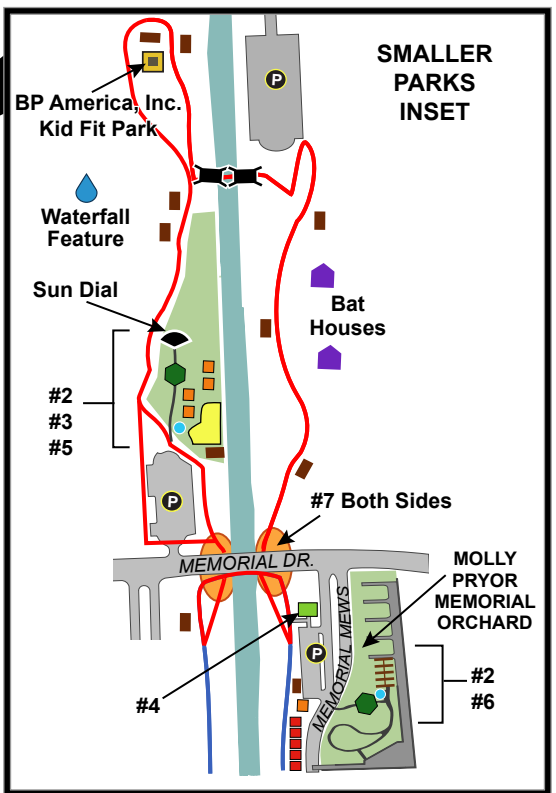 SMALLER
PARKS
INSET
P
BP America, Inc.
Kid Fit Park
Waterfall
Feature
Sun Dial
Bat
Houses
#2
#3
#5
P
#7 Both Sides
MEMORIAL DR.
MOLLY
PRYOR
MEMORIAL
ORCHARD
#4
P
MEMORIAL MEWS
#2
#6